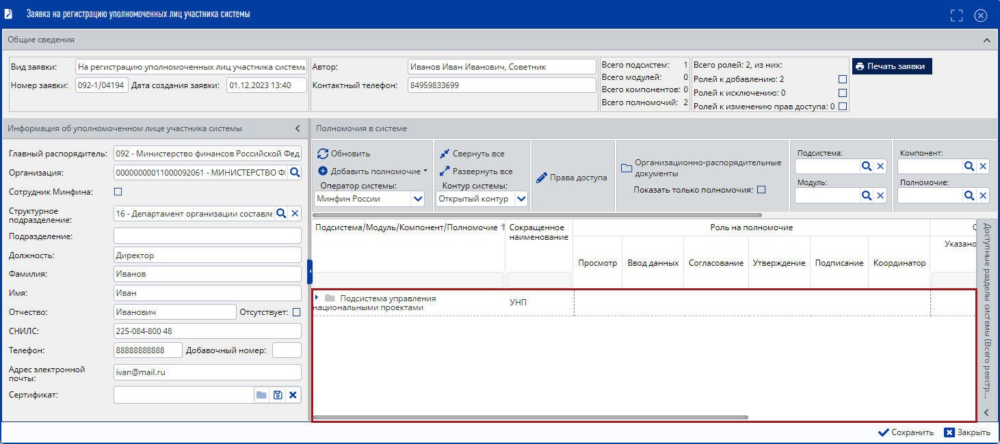 Заявка на регистрацию уполномоченных лиц участника системы
Общие сведения
Вид заявки: На регистрацию уполномоченных лиц участника системы
Номер заявки: 092-1/04194 Дата создания заявки: 01.12.2023 13:40
Автор: Иванов Иван Иванович, Советник
Контактный телефон: 84959833699
Всего подсистем: 1
Всего модулей: 0
Всего компонентов: 0
Всего полномочий: 2
Всего ролей: 2, из них:
Ролей к добавлению: 2
Ролей к исключению: 0
Ролей к изменению прав доступа: 0
Печать заявки
Информация об уполномоченном лице участника системы
Главный распорядитель: 092 - Министерство финансов Российской Фед
Организация: 00000000011000092061 - МИНИСТЕРСТВО Ф
Сотрудник Минфина:
Структурное
подразделение:
16 - Департамент организации составле
Подразделение:
Должность: Директор
Фамилия: Иванов
Имя: Иван
Отчество: Иванович Отсутствует:
СНИЛС: 225-084-800 48
Телефон: 88888888888 Добавочный номер:
Адрес электронной
почты:
ivan@mail.ru
Сертификат:
Полномочия в системе
Обновить
Добавить полномочие
Оператор системы:
Минфин России
Свернуть все
Развернуть все
Контур системы:
Открытый контур
Права доступа
Организационно-распорядительные
документы
Показать только полномочия:
Подсистема:
Модуль:
Компонент:
Полномочие:
Подсистема/Модуль/Компонент/Полномочие
Сокращенное
наименование
Роль на полномочие
Просмотр Ввод данных Согласование Утверждение Подписание Координатор
Указано
Подсистема управления
национальными проектами
УНП
Доступные разделы системы (Всего реестр...
Сохранить Закрыть